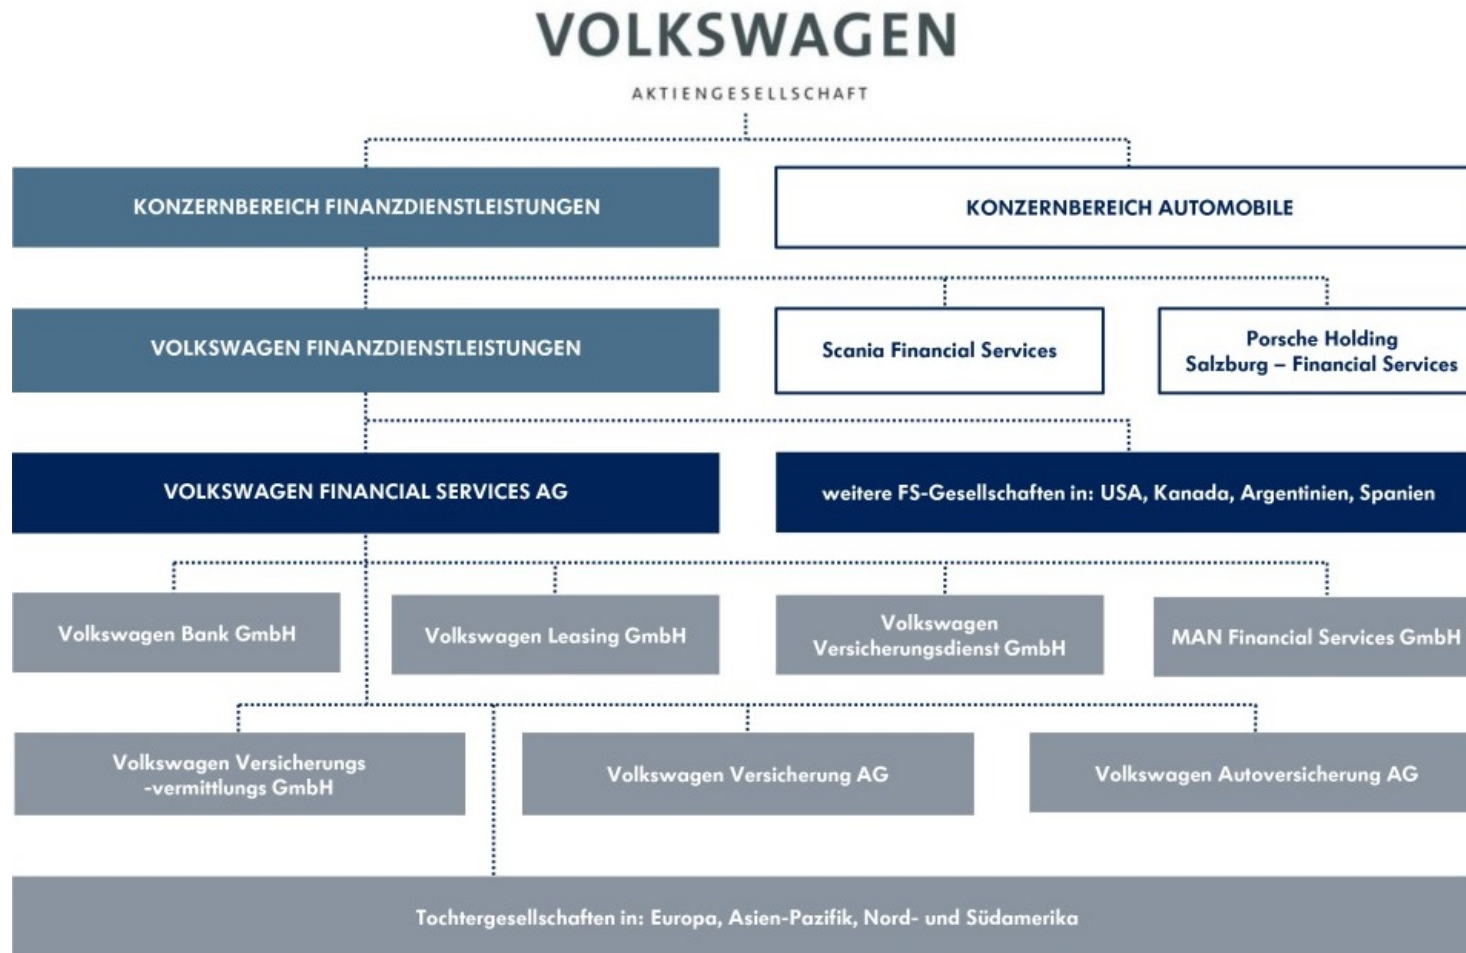 VOLKSWAGEN
AKTIENGESELLSCHAFT
KONZERNBEREICH FINANZDIENSTLEISTUNGEN
KONZERNBEREICH AUTOMOBILE
VOLKSWAGEN FINANZDIENSTLEISTUNGEN
Scania Financial Services
Porsche Holding
Salzburg – Financial Services
VOLKSWAGEN FINANCIAL SERVICES AG
weitere FS-Gesellschaften in: USA, Kanada, Argentinien, Spanien
Volkswagen Bank GmbH
Volkswagen Leasing GmbH
Volkswagen
Versicherungsdienst GmbH
MAN Financial Services GmbH
Volkswagen Versicherungs
-vermittlungs GmbH
Volkswagen Versicherung AG
Volkswagen Autoversicherung AG
Tochtergesellschaften in: Europa, Asien-Pazifik, Nord- und Südamerika